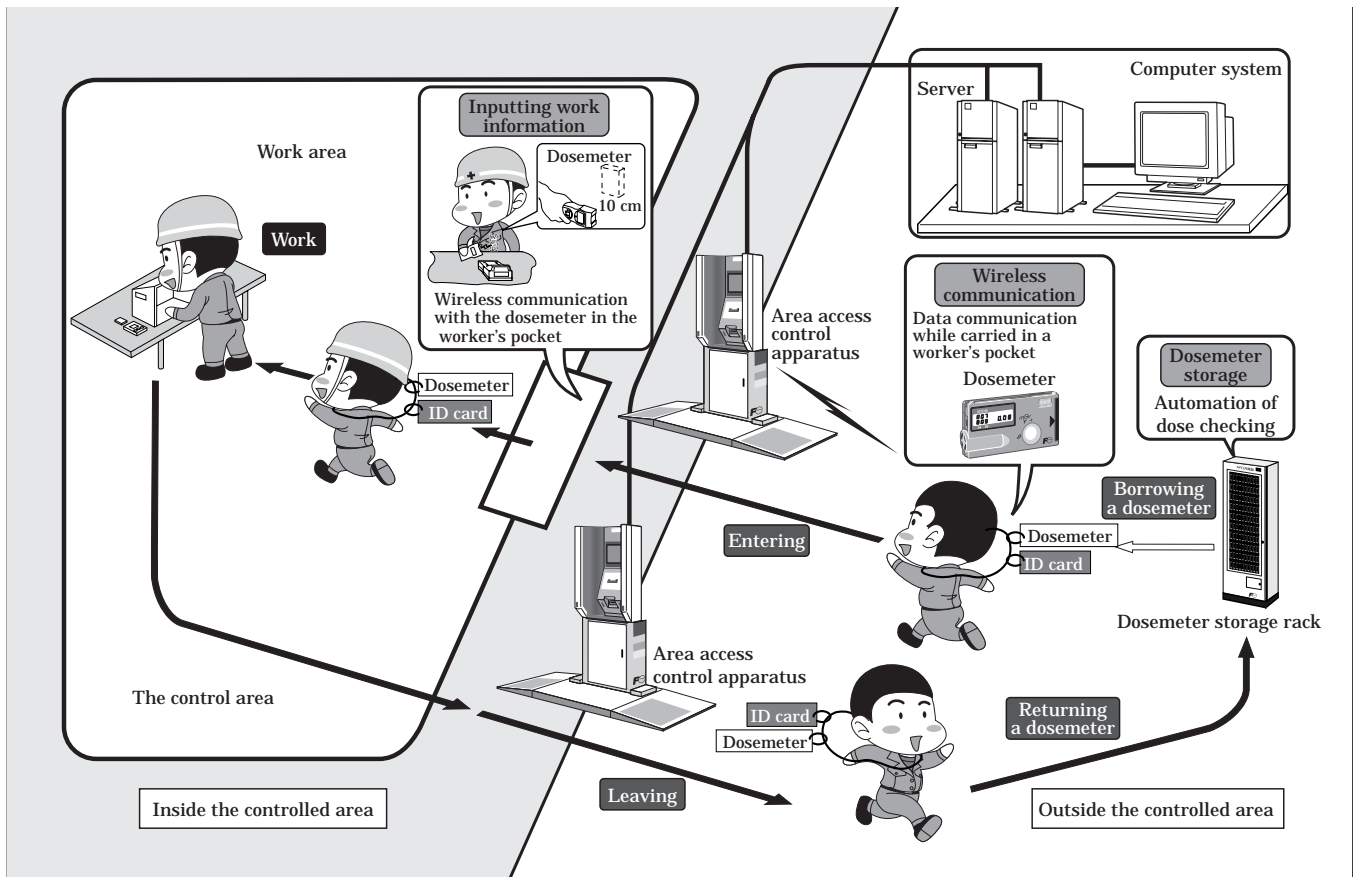 Computer system
Server
Inputting work
information
Dosemeter
10 cm
Wireless communication
with the dosemeter in the
worker's pocket
Work area
Work
Dosemeter
ID card
Area access
control
apparatus
Wireless
communication
Data communication
while carried in a
worker's pocket
Dosemeter
Dosemeter
storage
Automation of
dose checking
Borrowing
a dosemeter
Entering
Dosemeter
ID card
Dosemeter storage rack
Area access
control apparatus
The control area
ID card
Dosemeter
Returning
a dosemeter
Leaving
Inside the controlled area
Outside the controlled area